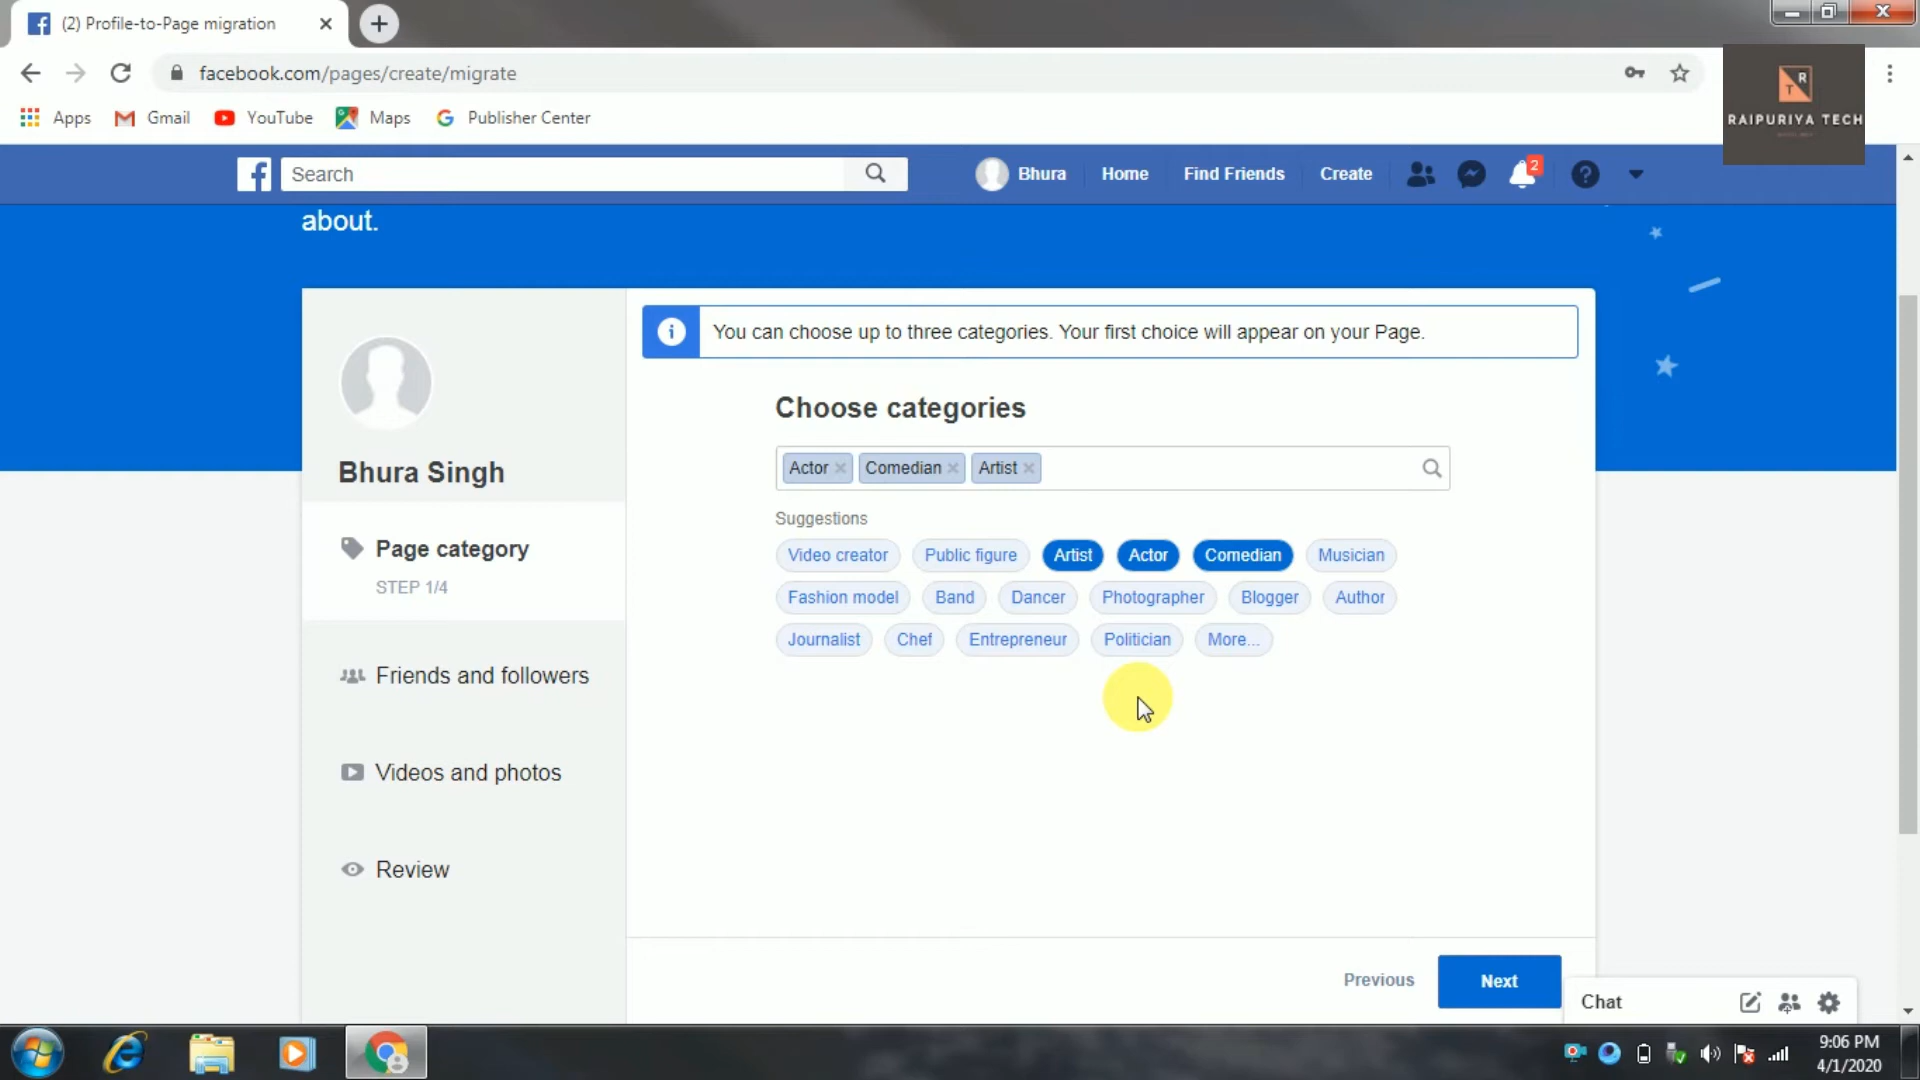 (2) Profile-to-Page migration
facebook.com/pages/create/migrate
Apps Gmail YouTube Maps Publisher Center
R
T
RAIPURIYA TECH
Search
Bhura Home Find Friends Create 2
about.
You can choose up to three categories. Your first choice will appear on your Page.
Choose categories
Bhura Singh
Actor Comedian Artist
Suggestions
Page category
STEP 1/4
Video creator Public figure Artist Actor Comedian Musician
Fashion model Band Dancer Photographer Blogger Author
Journalist Chef Entrepreneur Politician More...
Friends and followers
Videos and photos
Review
Previous Next
Chat
9:06 PM
4/1/2020